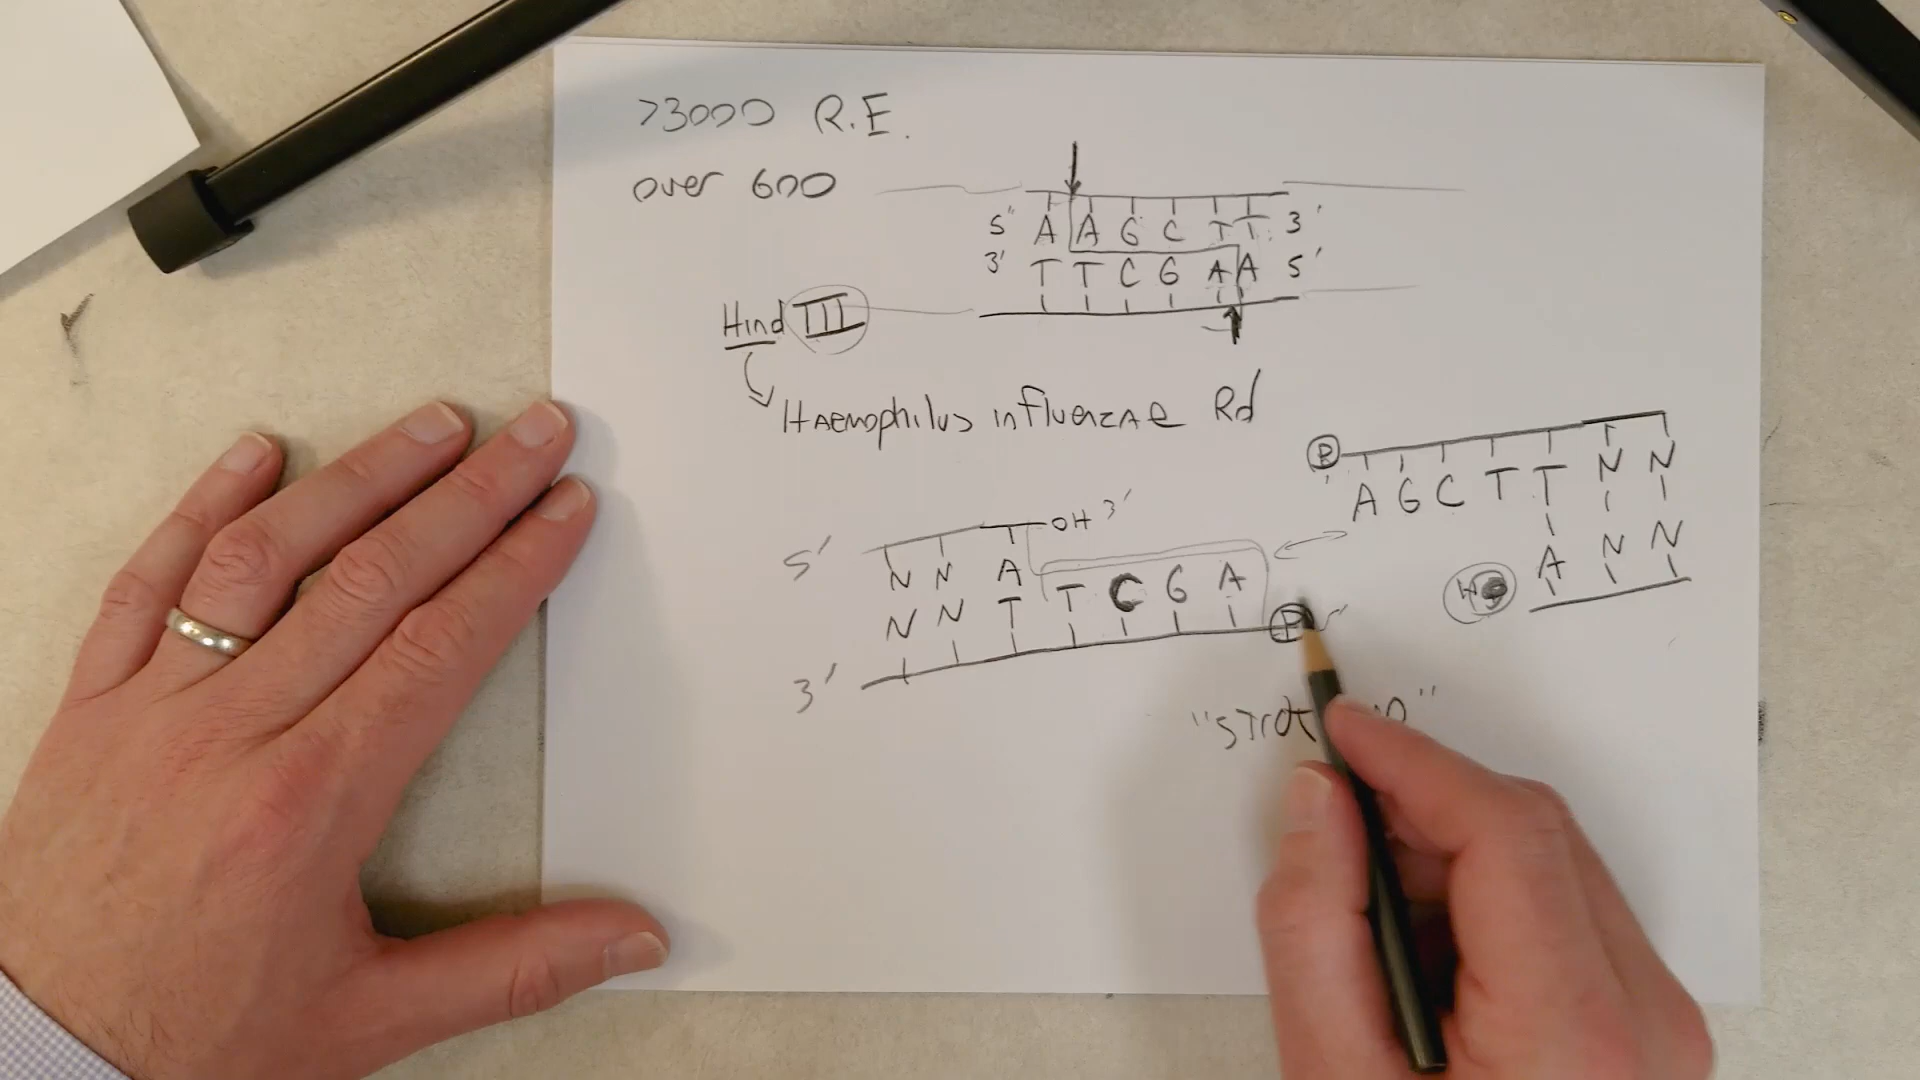 >3000 R.E.
over 600
5' A A G C T T 3'
3' T T C G A A 5'
Hind III
Haemophilus influenzae Rd
P
A G C T T N N
A N N
5' OH 3'
N N A
N N T T C G A
P
3'